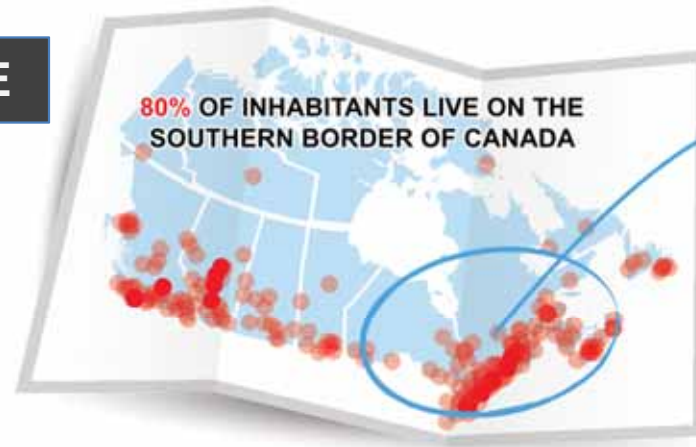 E
80% OF INHABITANTS LIVE ON THE
SOUTHERN BORDER OF CANADA